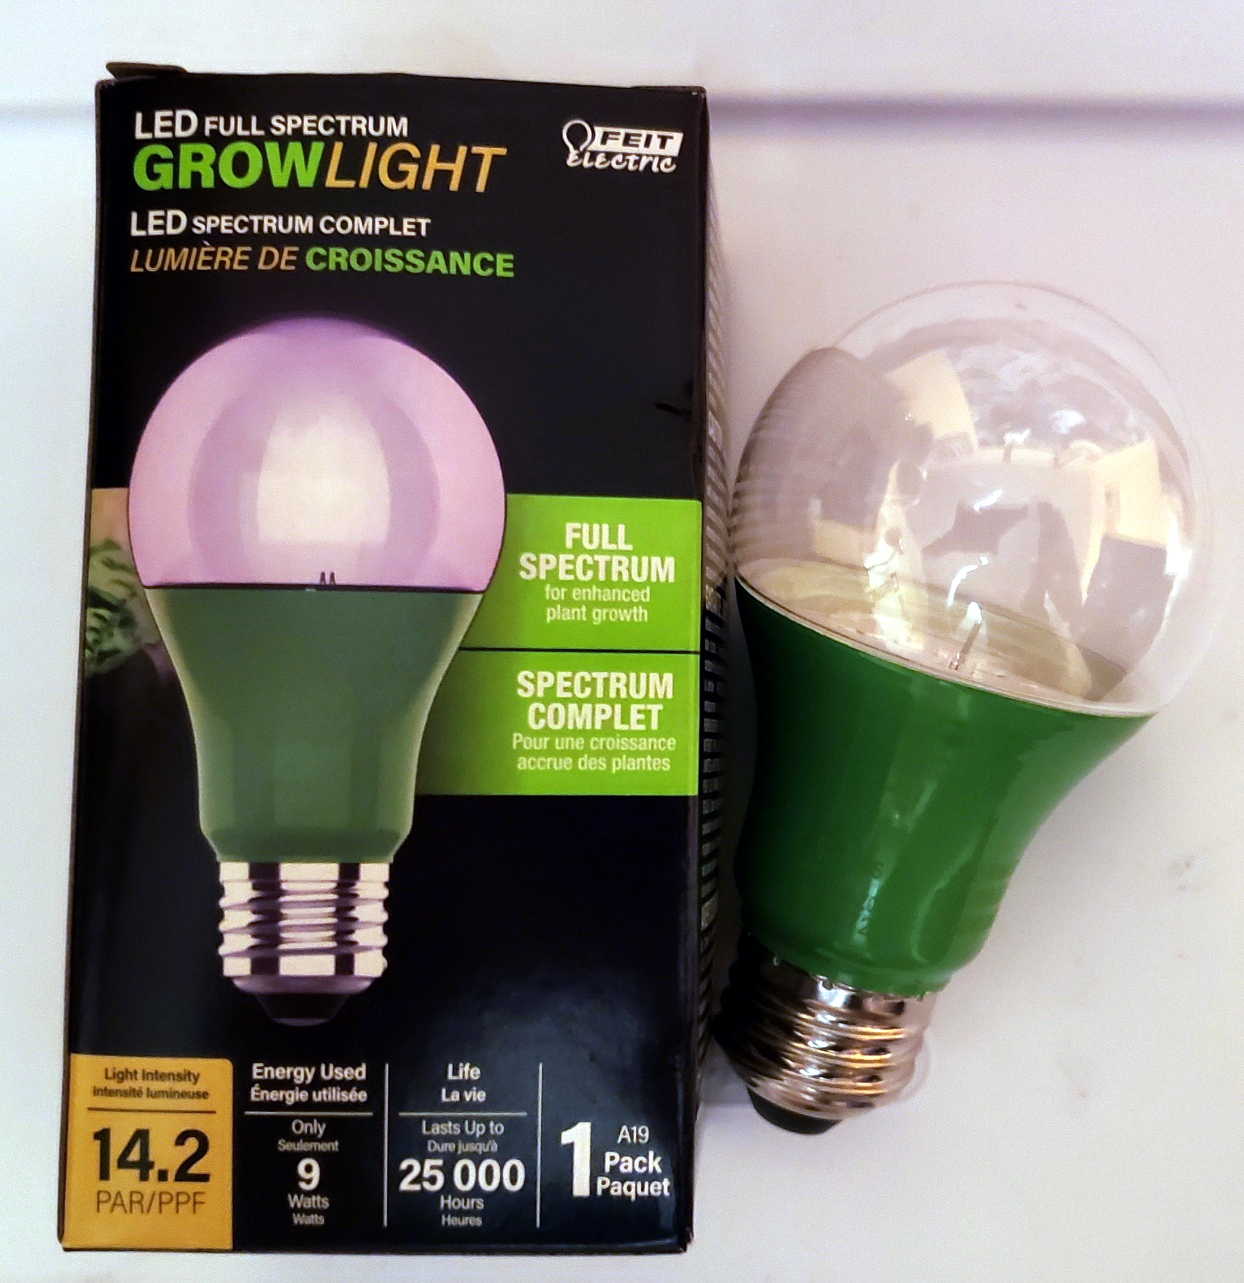 LED FULL SPECTRUM
GROWLIGHT
FEIT
ELECTRIC
LED SPECTRUM COMPLET
LUMIÈRE DE CROISSANCE
FULL
SPECTRUM
for enhanced
plant growth
SPECTRUM
COMPLET
Pour une croissance
accrue des plantes
Light Intensity
Intensité lumineuse
14.2
PAR/PPF
Energy Used
Énergie utilisée
Only
Seulement
9
Watts
Watts
Life
La vie
Lasts Up to
Dure jusqu'à
25 000
Hours
Heures
1
A19
Pack
Paquet